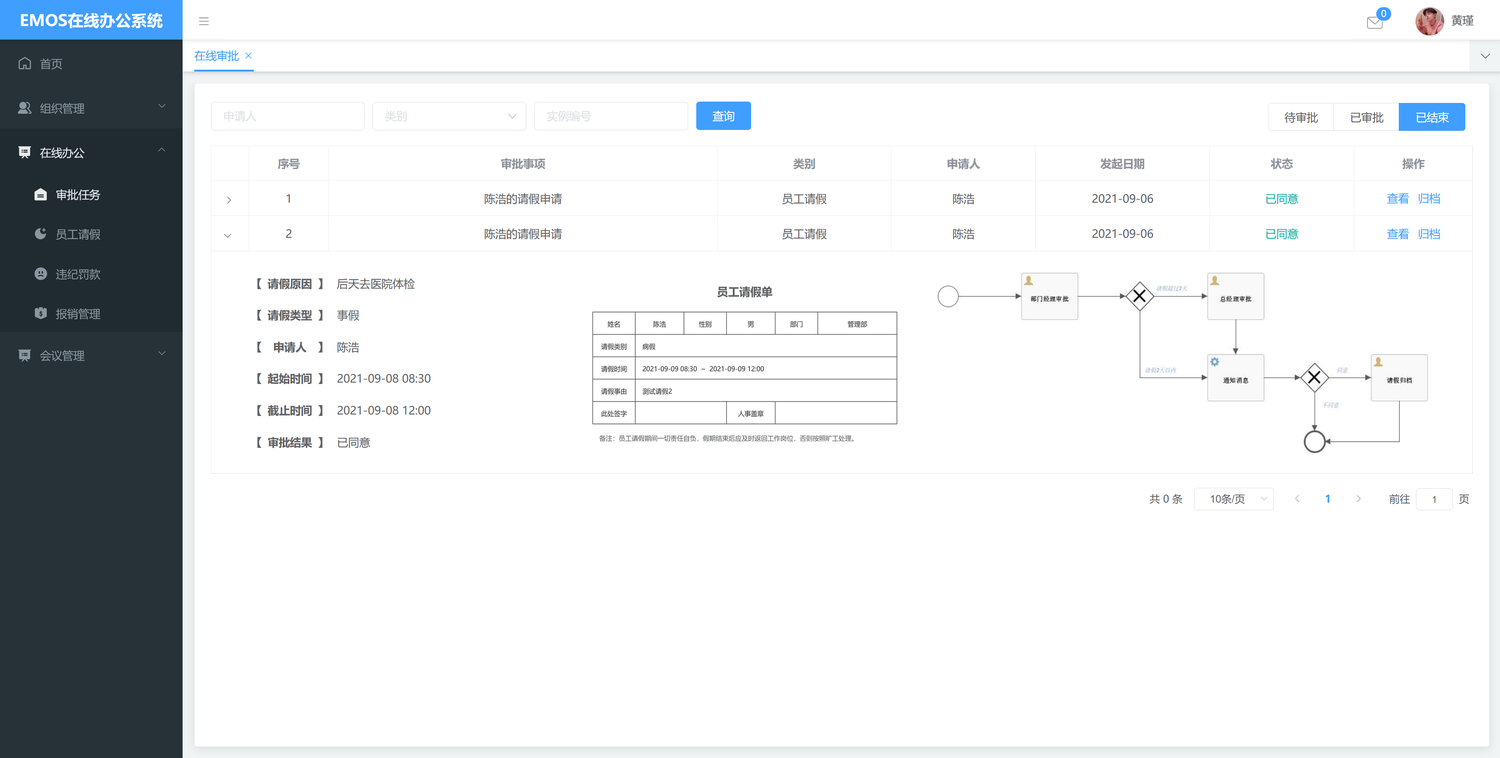 EMOS在线办公系统
0
黄瑾
首页
组织管理
在线办公
审批任务
员工请假
违纪罚款
报销管理
会议管理
在线审批 ×
申请人
类别
实例编号
查询
待审批 已审批 已结束
序号 审批事项 类别 申请人 发起日期 状态 操作
1 陈浩的请假申请 员工请假 陈浩 2021-09-06 已同意 查看 归档
2 陈浩的请假申请 员工请假 陈浩 2021-09-06 已同意 查看 归档
【 请假原因 】 后天去医院体检
【 请假类型 】 事假
【 申请人 】 陈浩
【 起始时间 】 2021-09-08 08:30
【 截止时间 】 2021-09-08 12:00
【 审批结果 】 已同意
员工请假单
姓名 陈浩 性别 男 部门 管理部
请假类别 病假
请假时间 2021-09-09 08:30 ~ 2021-09-09 12:00
请假事由 测试请假2
此处签字 人事盖章
备注：员工请假期间一切责任自负，假期结束后应及时返回工作岗位，否则按照旷工处理。
部门经理审批
请假超过3天
总经理审批
请假3天以内
通知消息
同意
请假归档
不同意
共 0 条 10条/页 1 前往 1 页